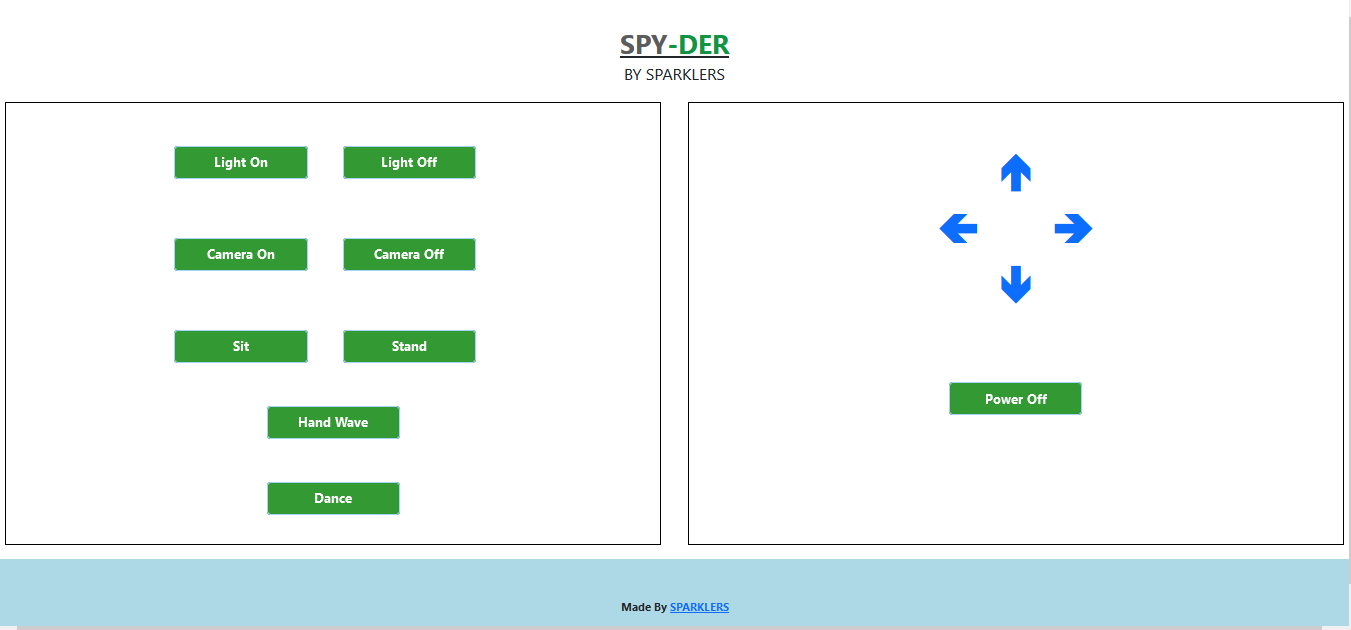 SPY-DER
BY SPARKLERS
Light On
Light Off
Camera On
Camera Off
Sit
Stand
Hand Wave
Dance
Power Off
Made By SPARKLERS